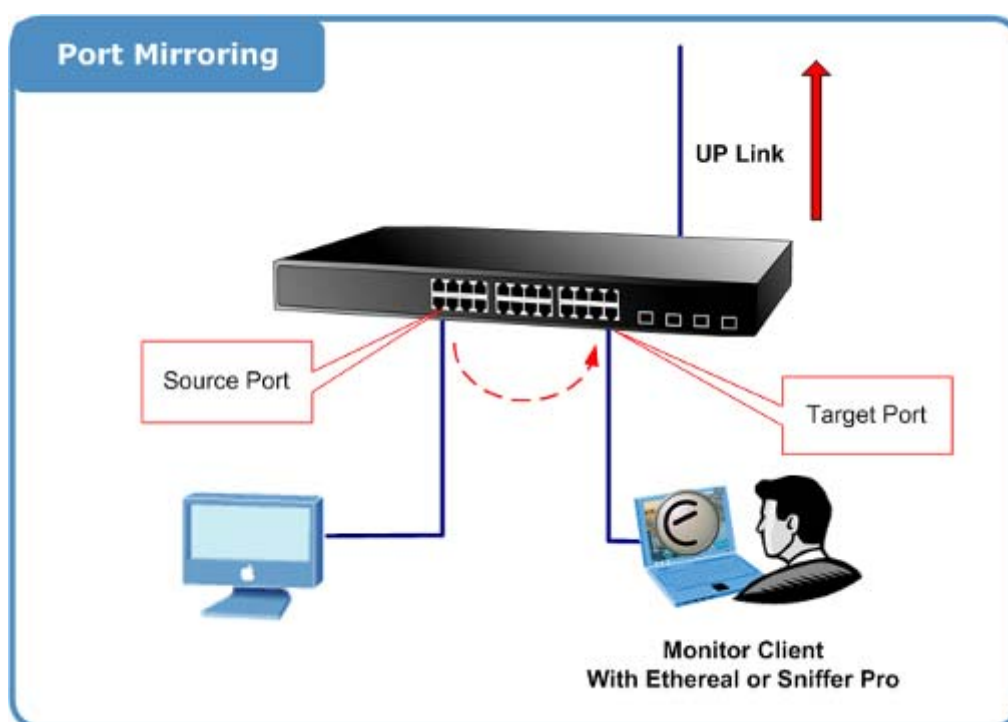 Port Mirroring
UP Link
Source Port
Target Port
Monitor Client
With Ethereal or Sniffer Pro